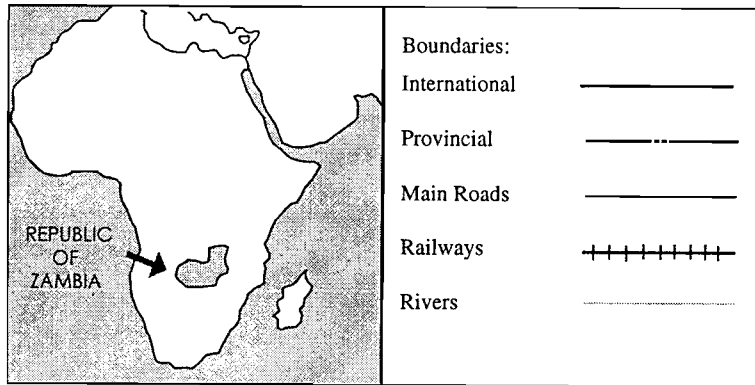 REPUBLIC
OF
ZAMBIA
Boundaries:
International
Provincial
Main Roads
Railways
Rivers